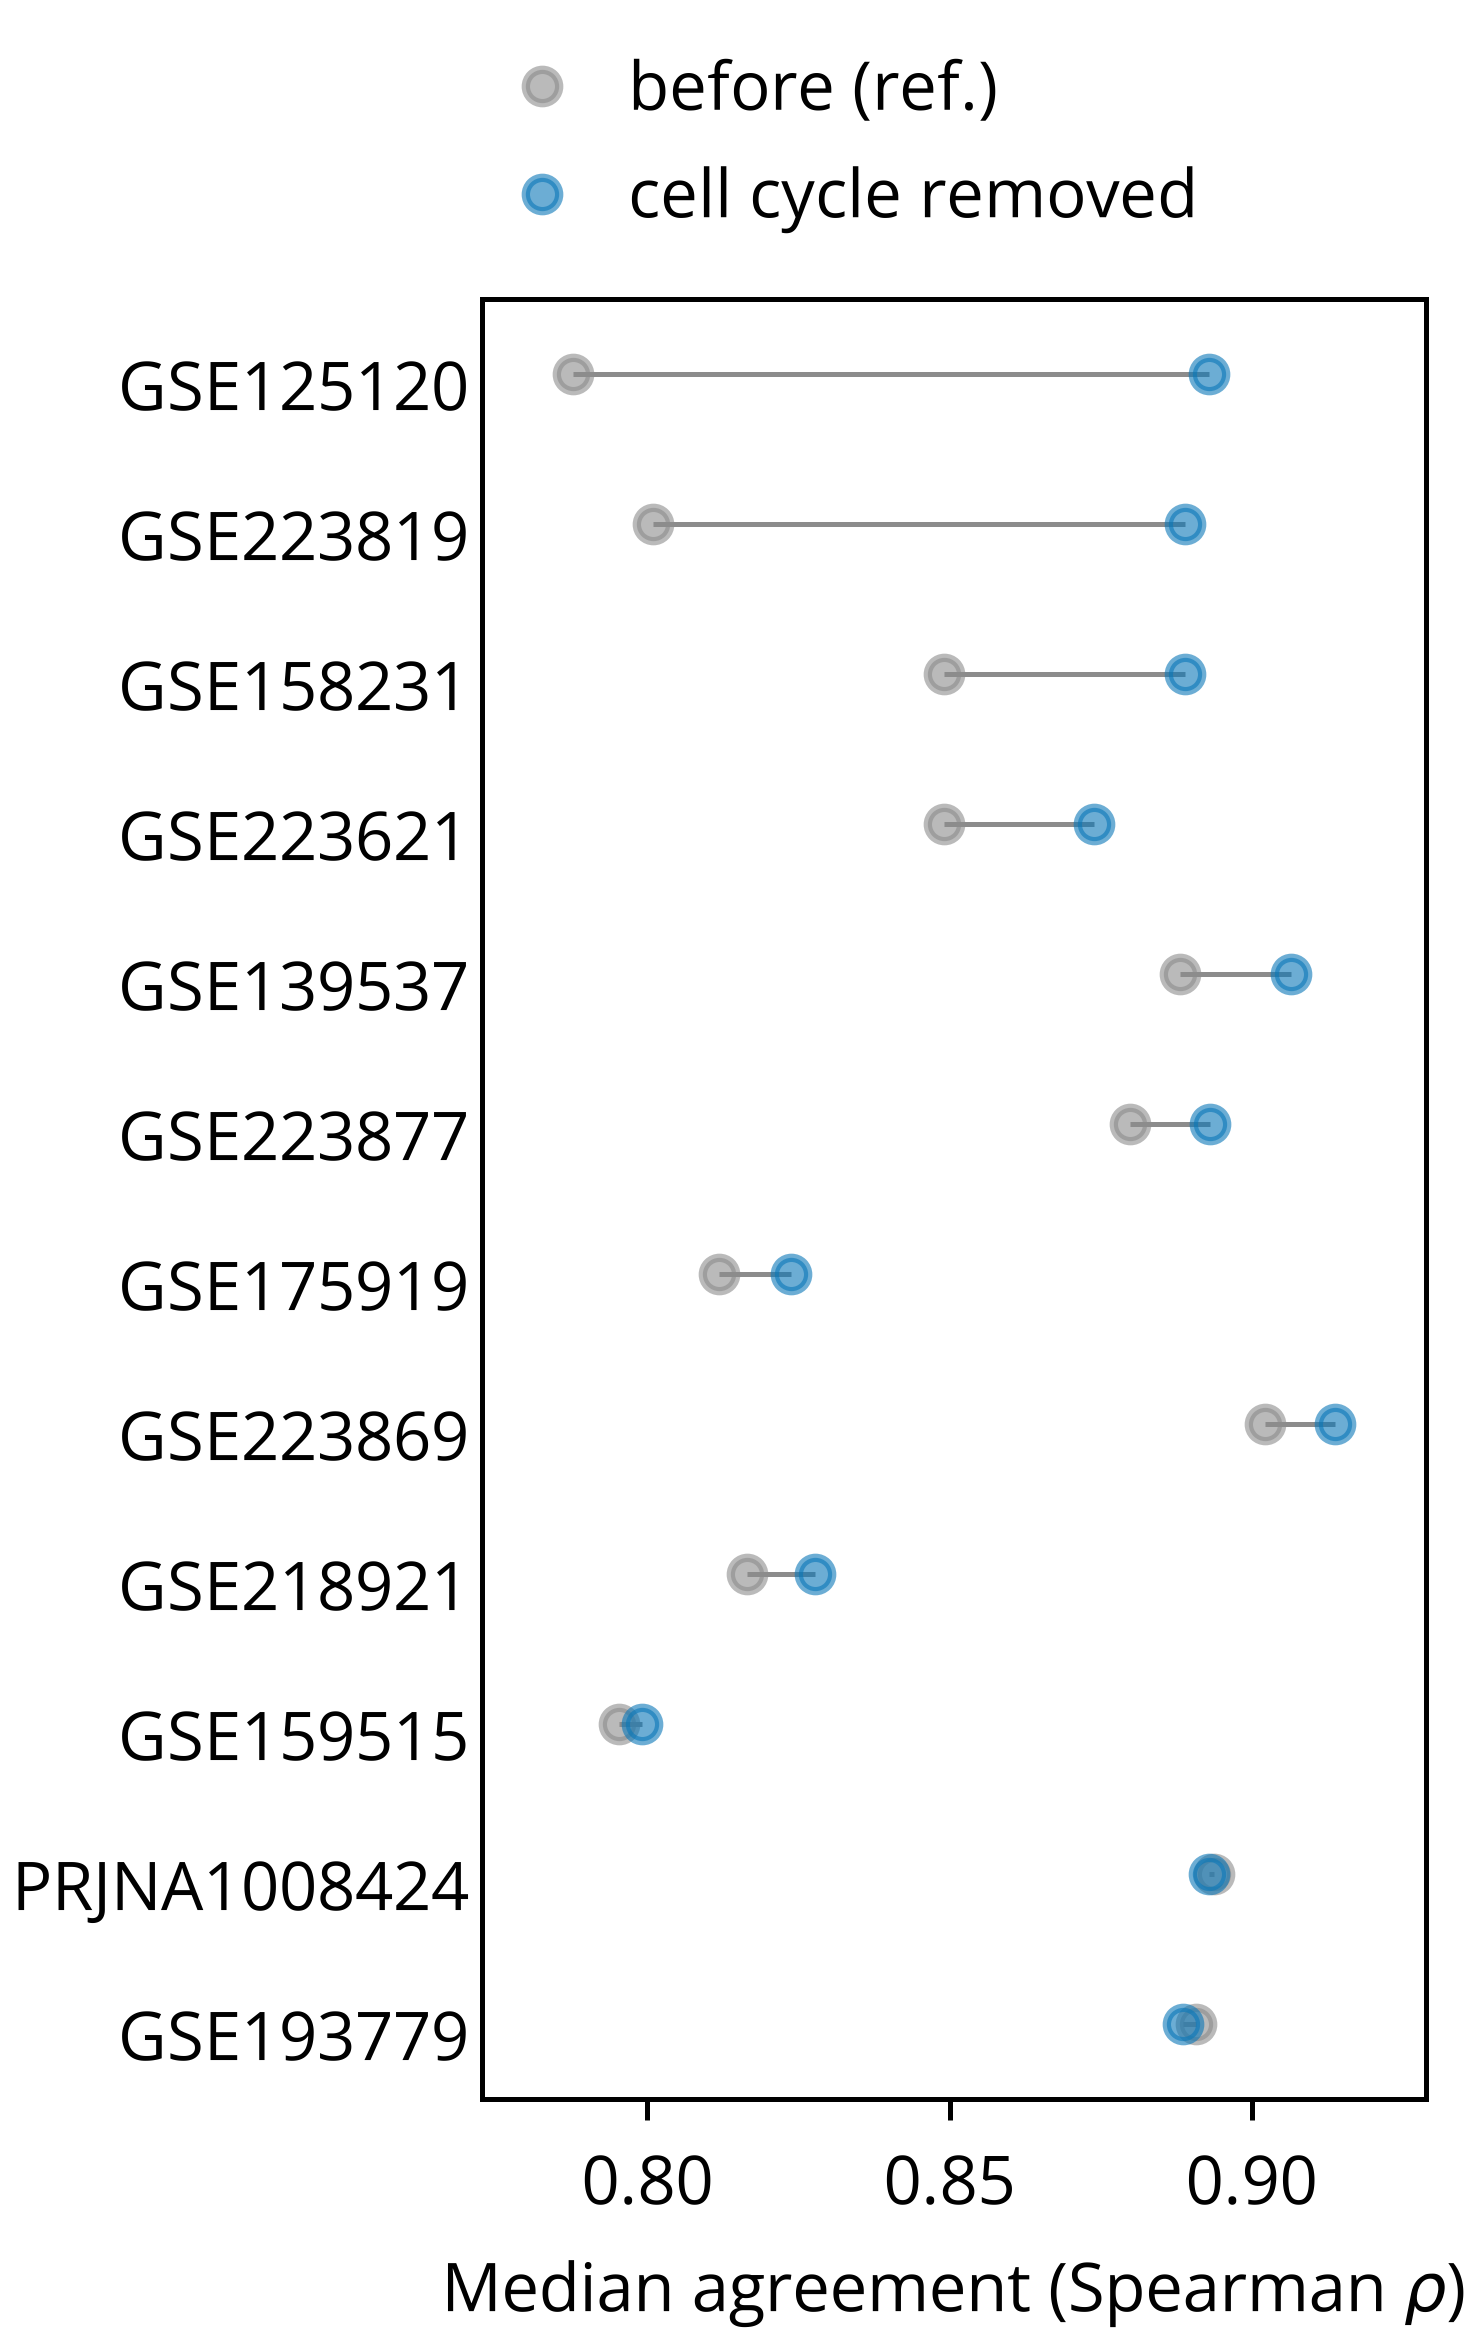 before (ref.)
cell cycle removed
GSE125120
GSE223819
GSE158231
GSE223621
GSE139537
GSE223877
GSE175919
GSE223869
GSE218921
GSE159515
PRJNA1008424
GSE193779
0.80 0.85 0.90
Median agreement (Spearman ρ)